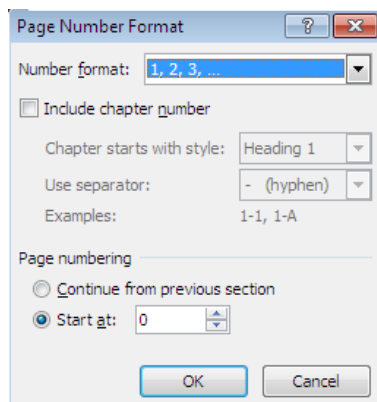 Page Number Format
Number format: 1, 2, 3, ...
Include chapter number
Chapter starts with style: Heading 1
Use separator: - (hyphen)
Examples: 1-1, 1-A
Page numbering
Continue from previous section
Start at: 0
OK Cancel